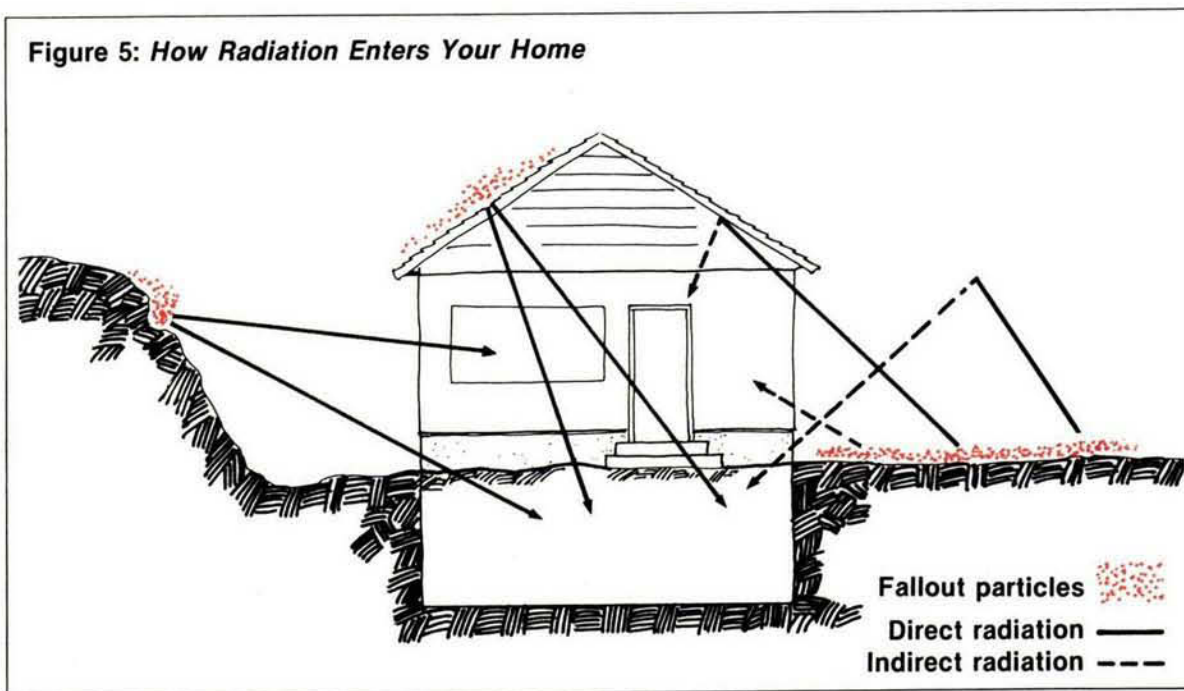 Figure 5: How Radiation Enters Your Home
Fallout particles
Direct radiation
Indirect radiation